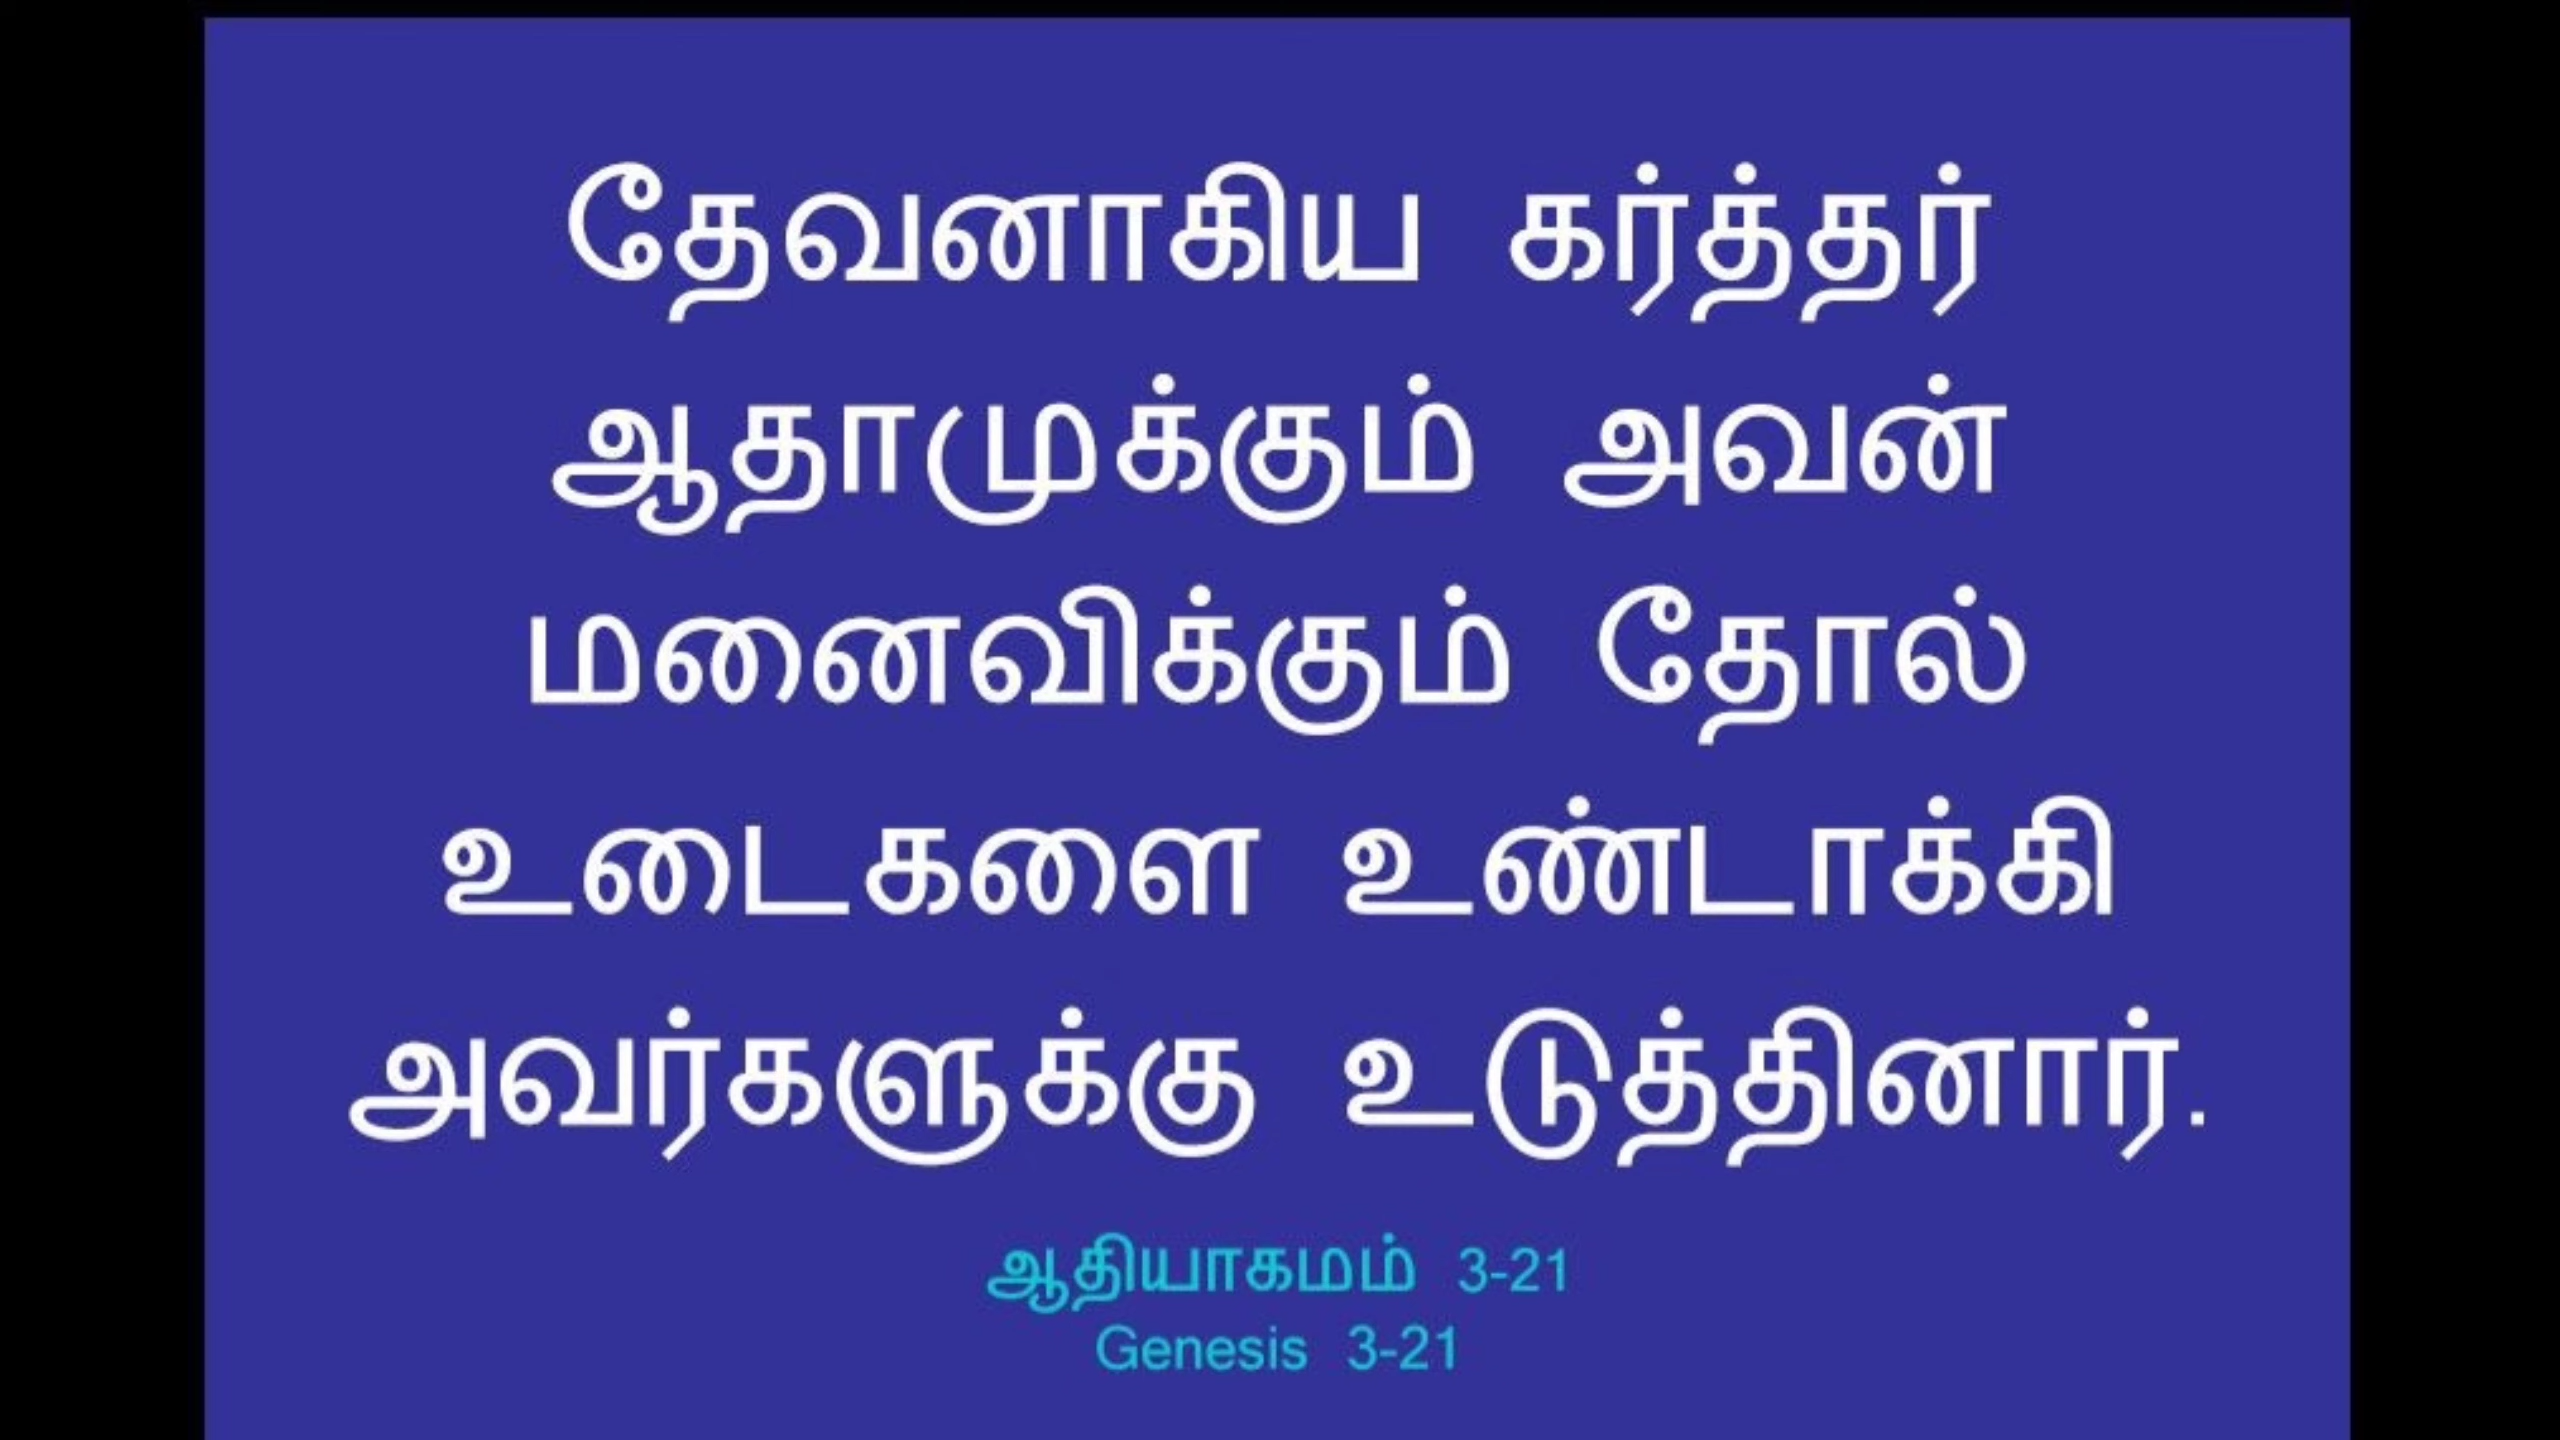 தேவனாகிய கர்த்தர்
ஆதாமுக்கும் அவன்
மனைவிக்கும் தோல்
உடைகளை உண்டாக்கி
அவர்களுக்கு உடுத்தினார்.
ஆதியாகமம் 3-21
Genesis 3-21